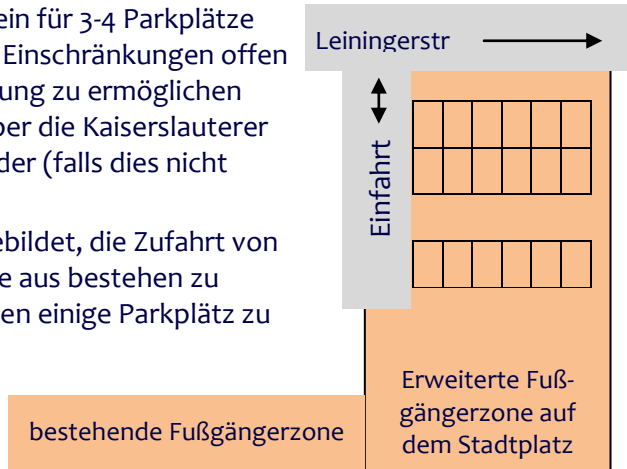 ein für 3-4 Parkplätze
Einschränkungen offen
ung zu ermöglichen
ber die Kaiserslauterer
der (falls dies nicht
ebildet, die Zufahrt von
e aus bestehen zu
en einige Parkplätz zu
Leiningerstr
Einfahrt
Erweiterte Fuß-
gängerzone auf
dem Stadtplatz
bestehende Fußgängerzone